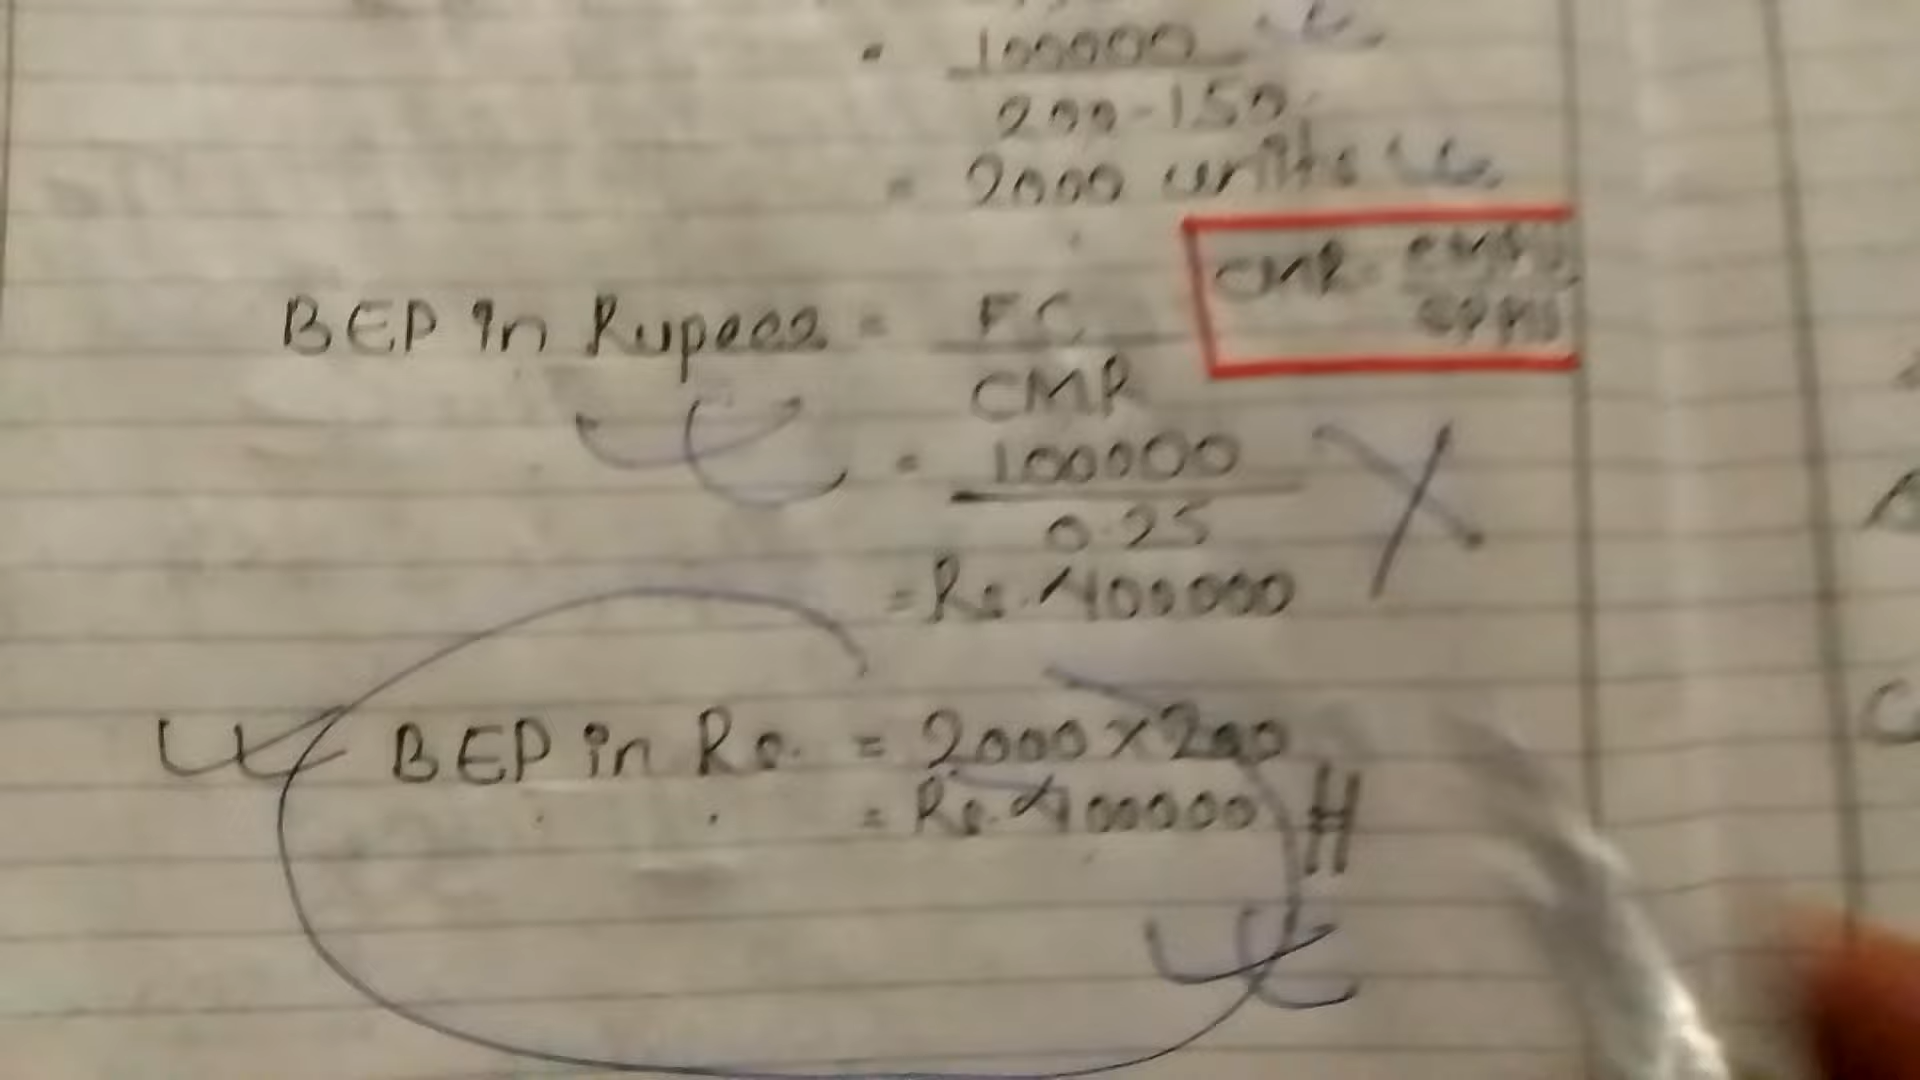 = 100000
200-150
= 2000 units
BEP in Rupees = FC
CMR
CMR =
= 100000
0.25
= Rs. 400000
BEP in Rs. = 2000 × 200
= Rs. 400000